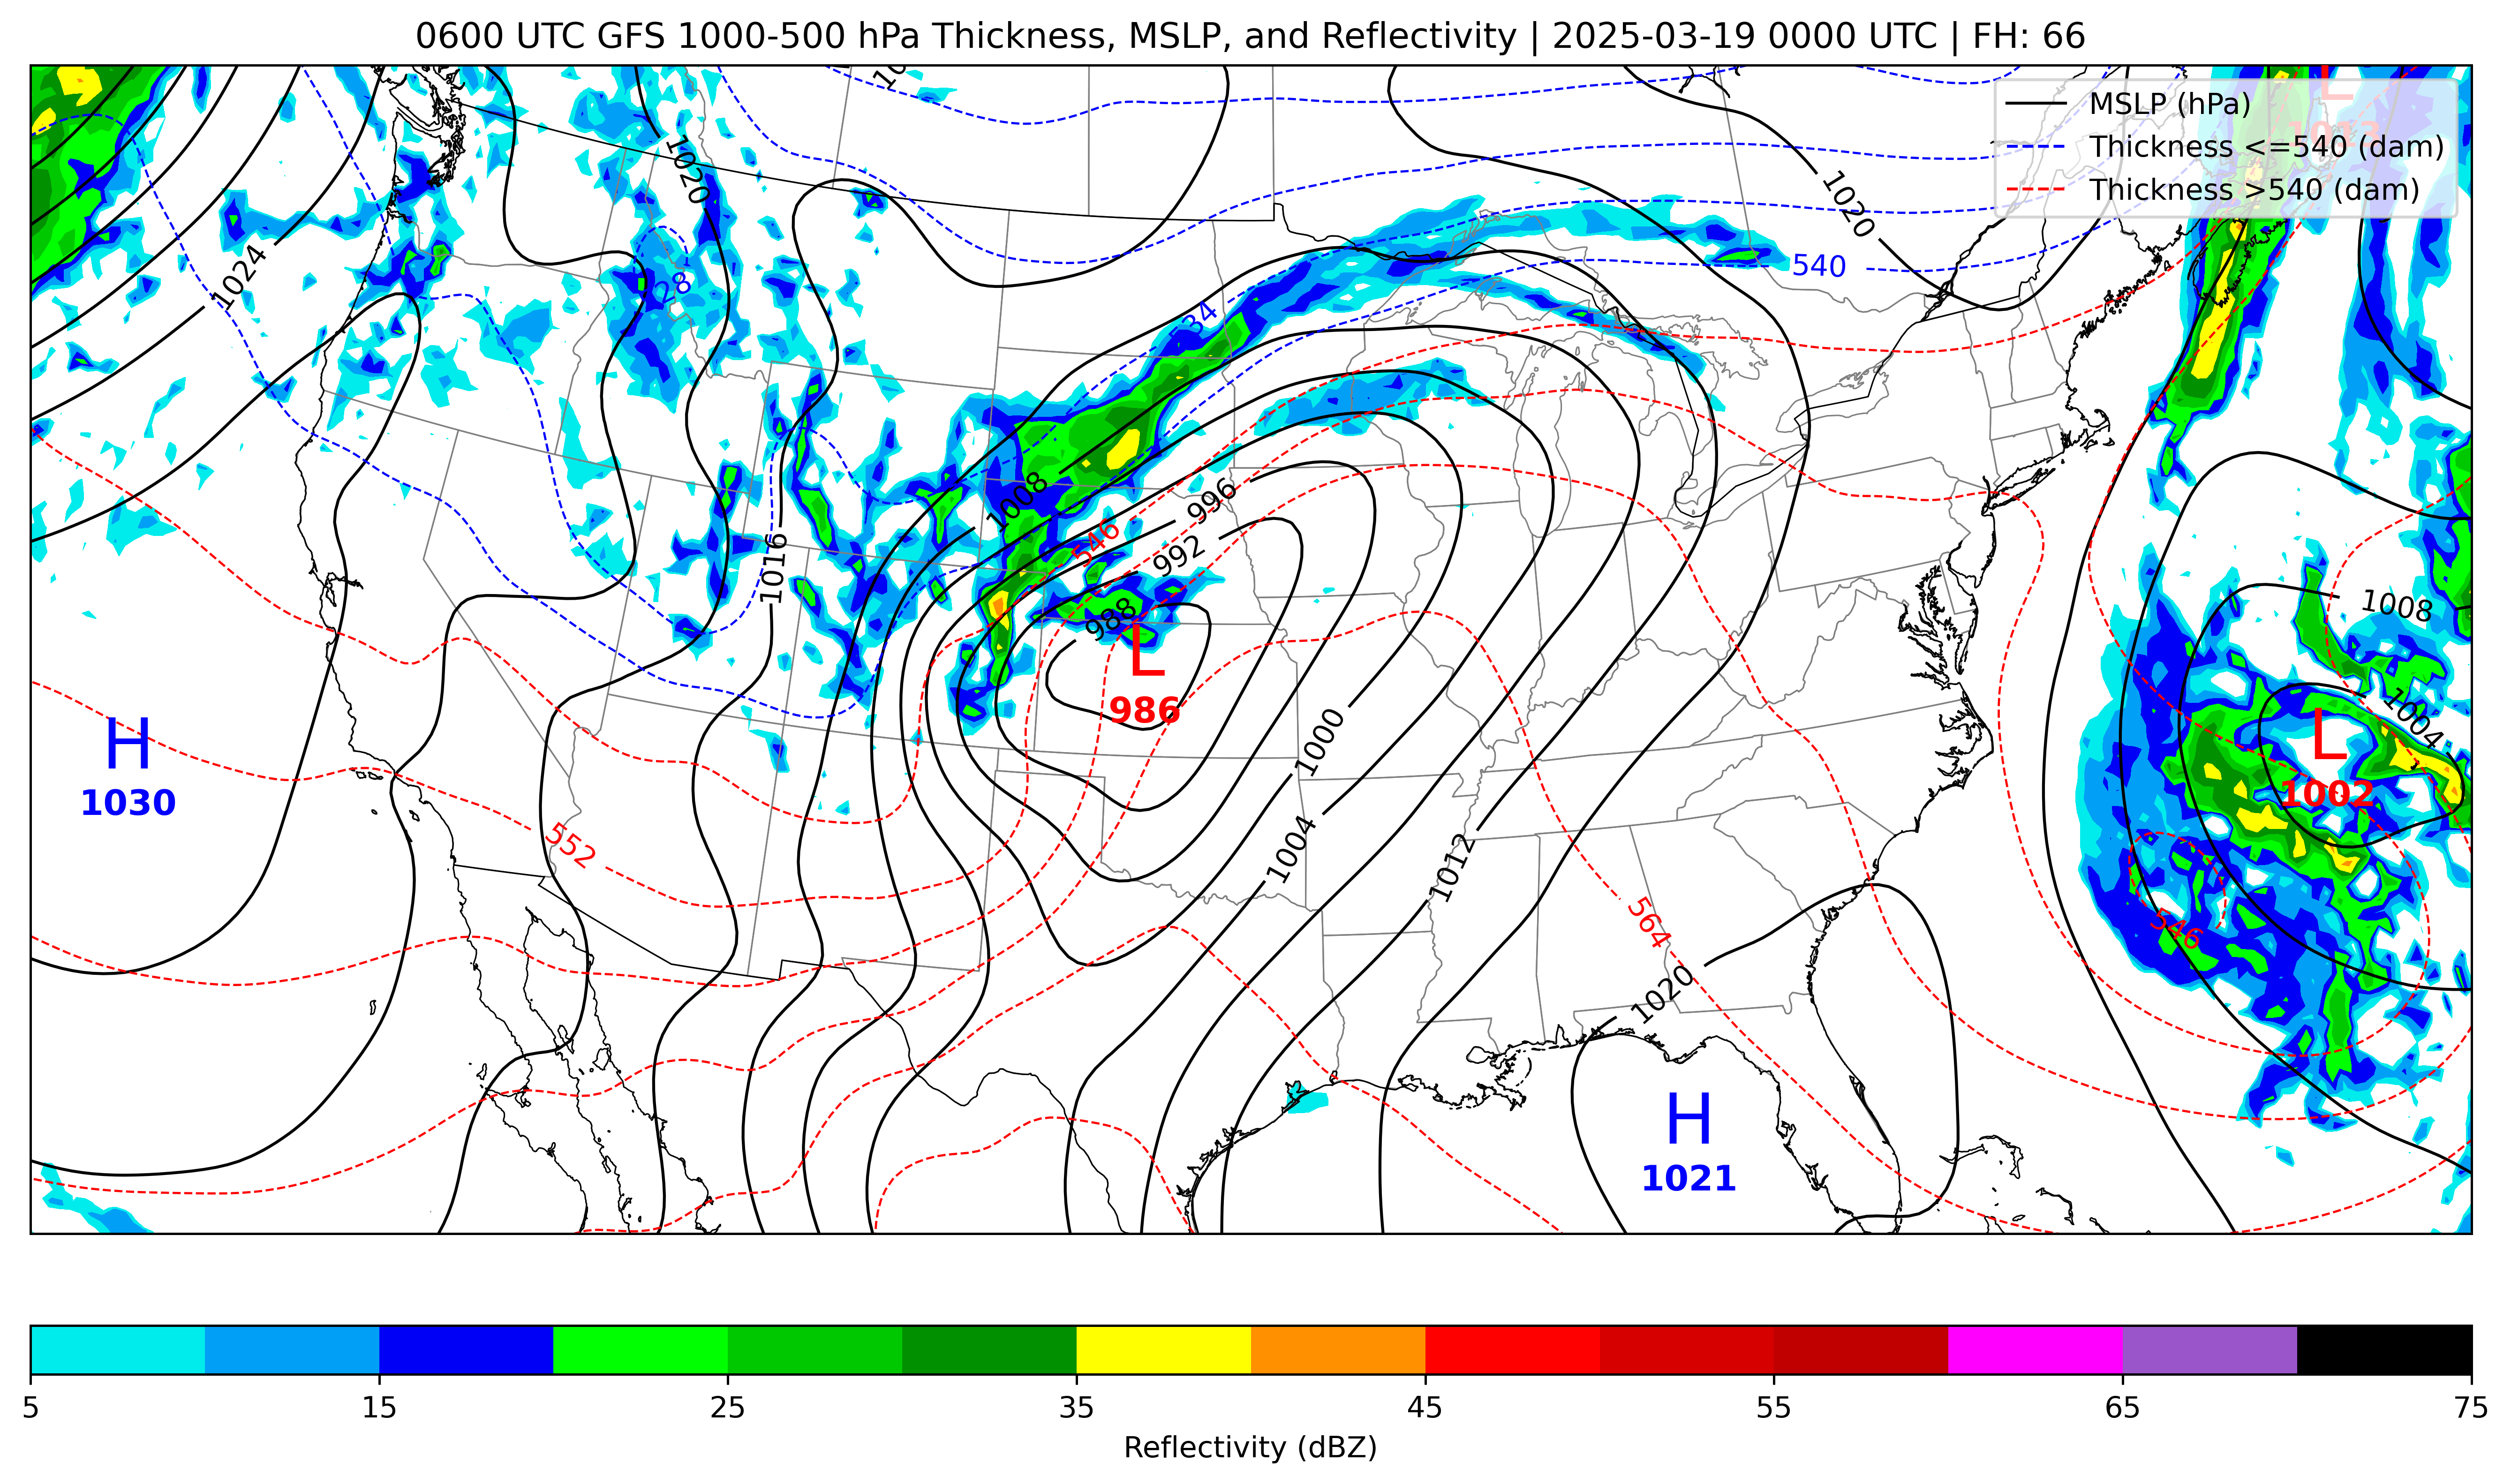 0600 UTC GFS 1000-500 hPa Thickness, MSLP, and Reflectivity | 2025-03-19 0000 UTC | FH: 66
L
1013
MSLP (hPa)
Thickness <=540 (dam)
Thickness >540 (dam)
1020
1020
1024
540
28
534
1008
996
1016
546
992
988
1008
L
986
H
1030
1000
1004
L
1002
552
1004
1012
564
546
1020
H
1021
5 15 25 35 45 55 65 75
Reflectivity (dBZ)